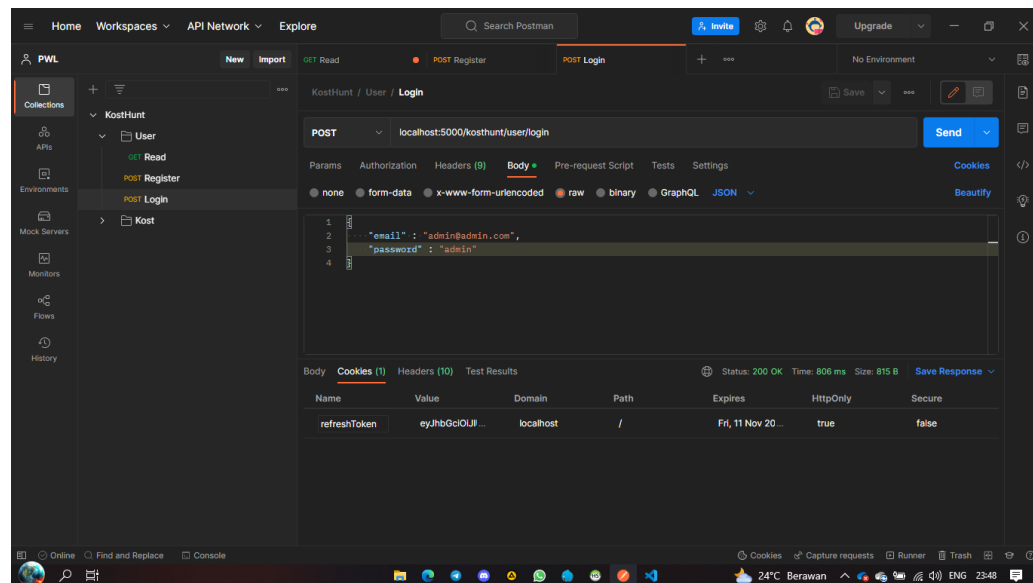 Home Workspaces API Network Explore Search Postman Invite Upgrade
PWL New Import GET Read POST Register POST Login No Environment
Collections
APIs
Environments
Mock Servers
Monitors
Flows
History
KostHunt
User
GET Read
POST Register
POST Login
Kost
KostHunt / User / Login Save
POST localhost:5000/kosthunt/user/login Send
Params Authorization Headers (9) Body Pre-request Script Tests Settings Cookies
none form-data x-www-form-urlencoded raw binary GraphQL JSON Beautify
1 {
2 "email" : "admin@admin.com",
3 "password" : "admin"
4 }
Body Cookies (1) Headers (10) Test Results Status: 200 OK Time: 806 ms Size: 815 B Save Response
Name Value Domain Path Expires HttpOnly Secure
refreshToken localhost / Fri, 11 Nov 20... true false
Online Find and Replace Console Cookies Capture requests Runner Trash
24°C Berawan ENG 23:48